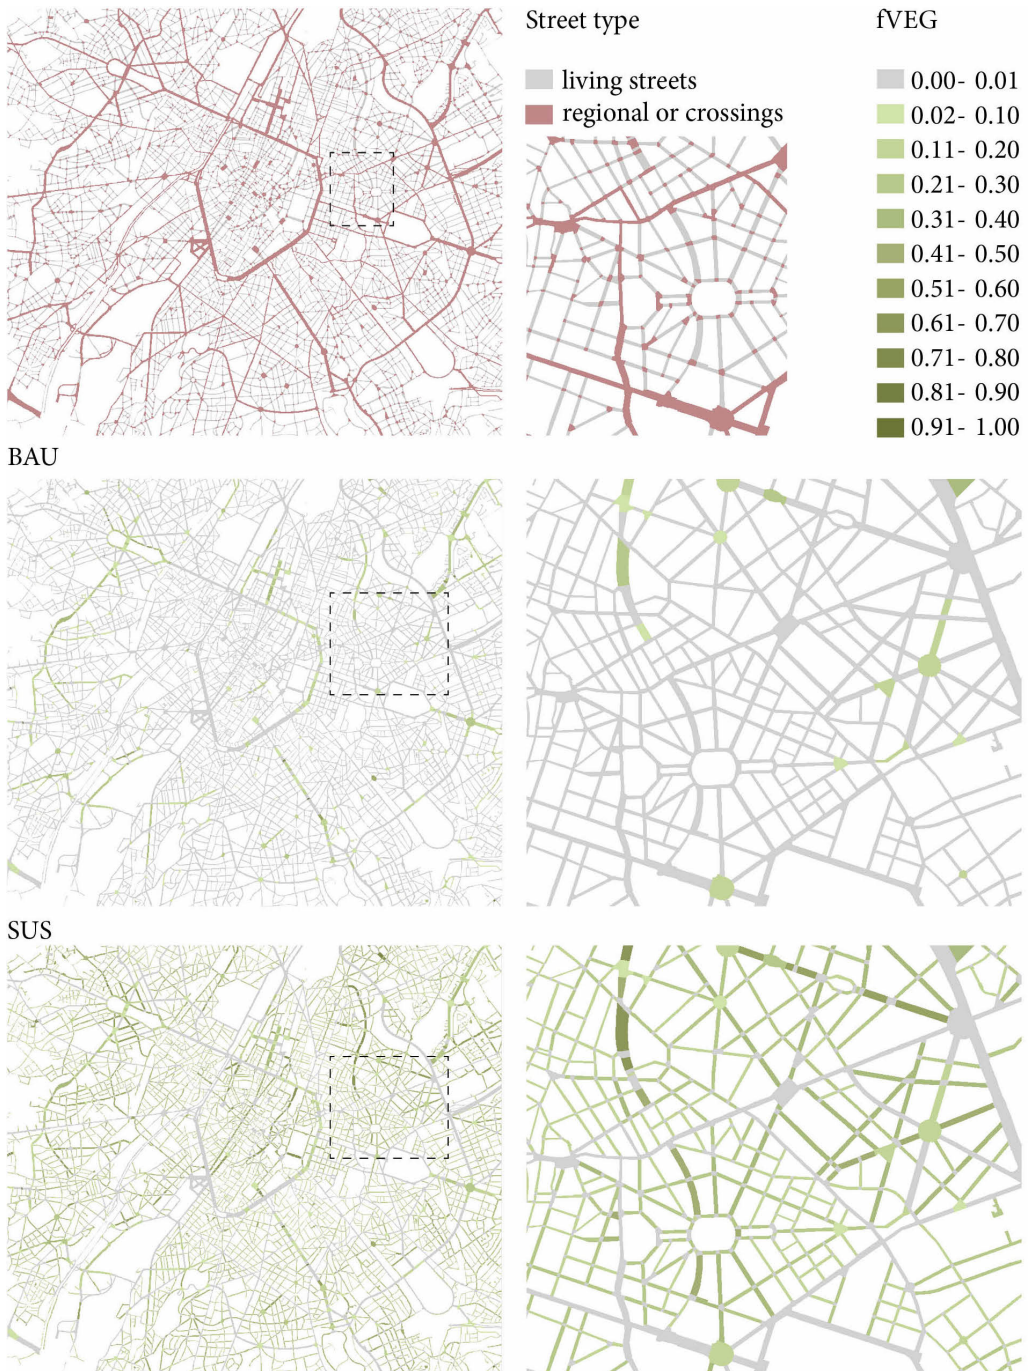 Street type
living streets
regional or crossings
fVEG
0.00- 0.01
0.02- 0.10
0.11- 0.20
0.21- 0.30
0.31- 0.40
0.41- 0.50
0.51- 0.60
0.61- 0.70
0.71- 0.80
0.81- 0.90
0.91- 1.00
BAU
SUS